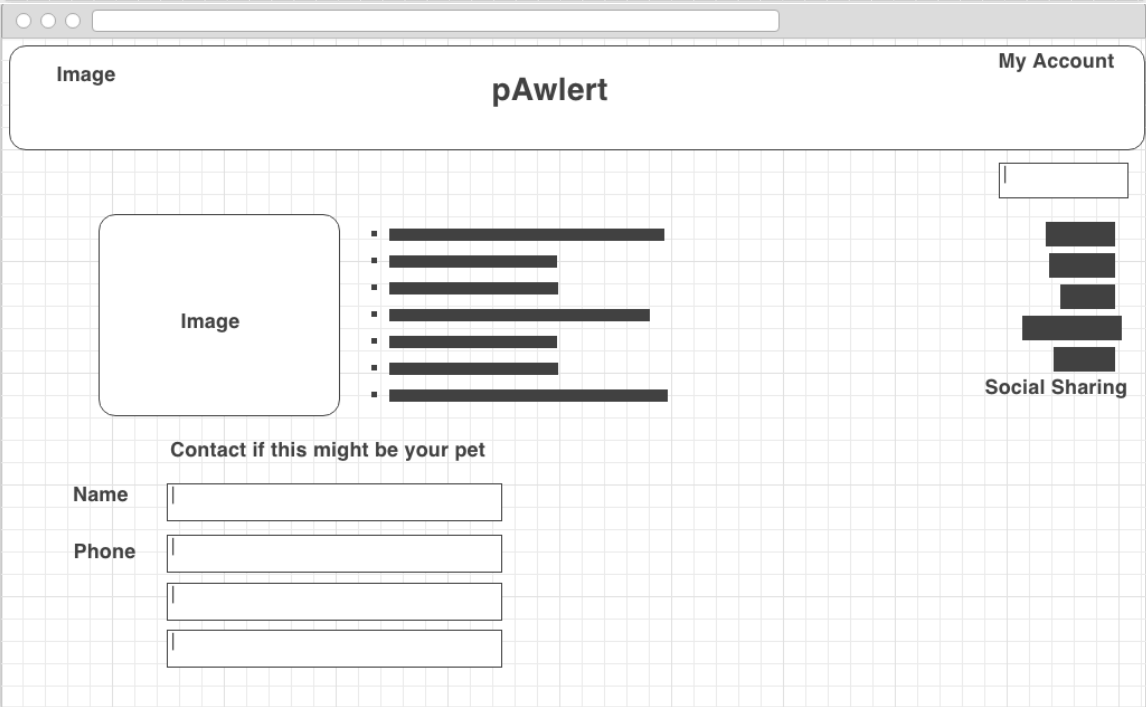 Image
pAwlert
My Account
Image
Social Sharing
Contact if this might be your pet
Name
Phone